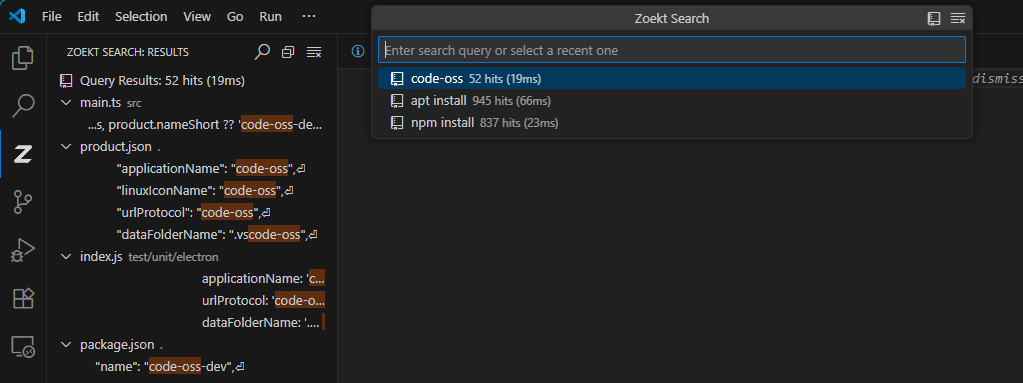 File Edit Selection View Go Run ···
Zoekt Search
Enter search query or select a recent one
code-oss 52 hits (19ms)
apt install 945 hits (66ms)
npm install 837 hits (23ms)
dismiss
ZOEKT SEARCH: RESULTS
Query Results: 52 hits (19ms)
main.ts src
...s, product.nameShort ?? 'code-oss-de...
product.json .
"applicationName": "code-oss",⏎
"linuxIconName": "code-oss",⏎
"urlProtocol": "code-oss",⏎
"dataFolderName": ".vscode-oss",⏎
index.js test/unit/electron
applicationName: 'c...
urlProtocol: 'code-o...
dataFolderName: '....
package.json .
"name": "code-oss-dev",⏎